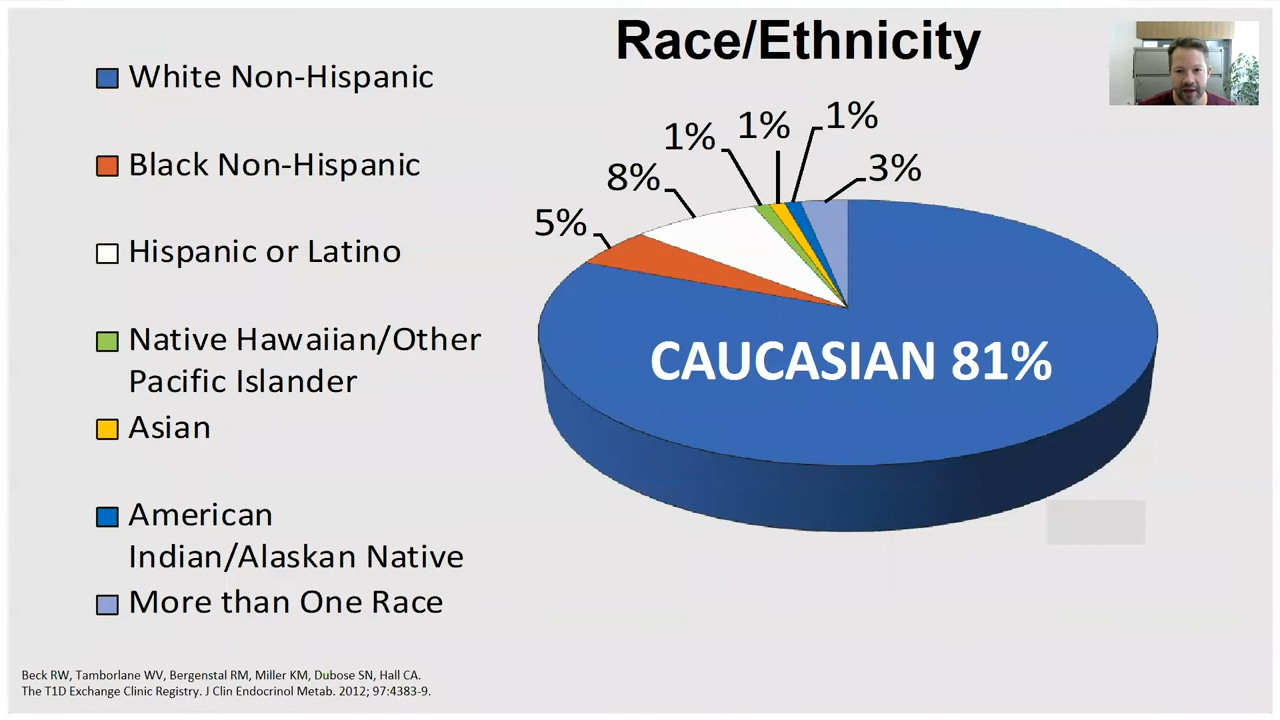 Race/Ethnicity
White Non-Hispanic
Black Non-Hispanic
Hispanic or Latino
Native Hawaiian/Other
Pacific Islander
Asian
American
Indian/Alaskan Native
More than One Race
5%
8%
1%
1%
1%
3%
CAUCASIAN 81%
Beck RW, Tamborlane WV, Bergenstal RM, Miller KM, Dubose SN, Hall CA.
The T1D Exchange Clinic Registry. J Clin Endocrinol Metab. 2012; 97:4383-9.